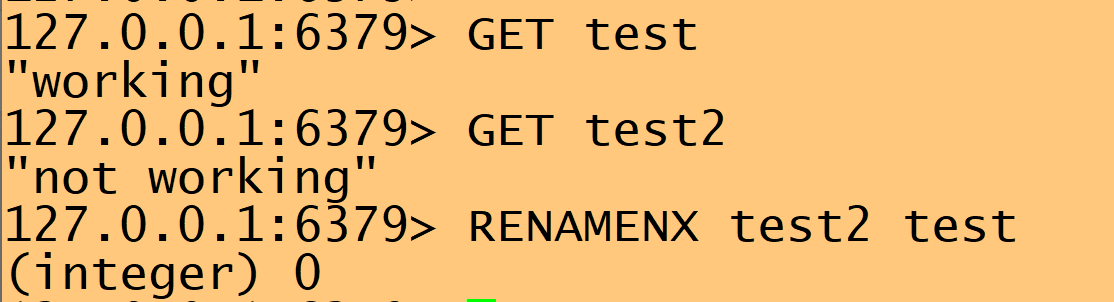 127.0.0.1:6379> GET test
"working"
127.0.0.1:6379> GET test2
"not working"
127.0.0.1:6379> RENAMENX test2 test
(integer) 0